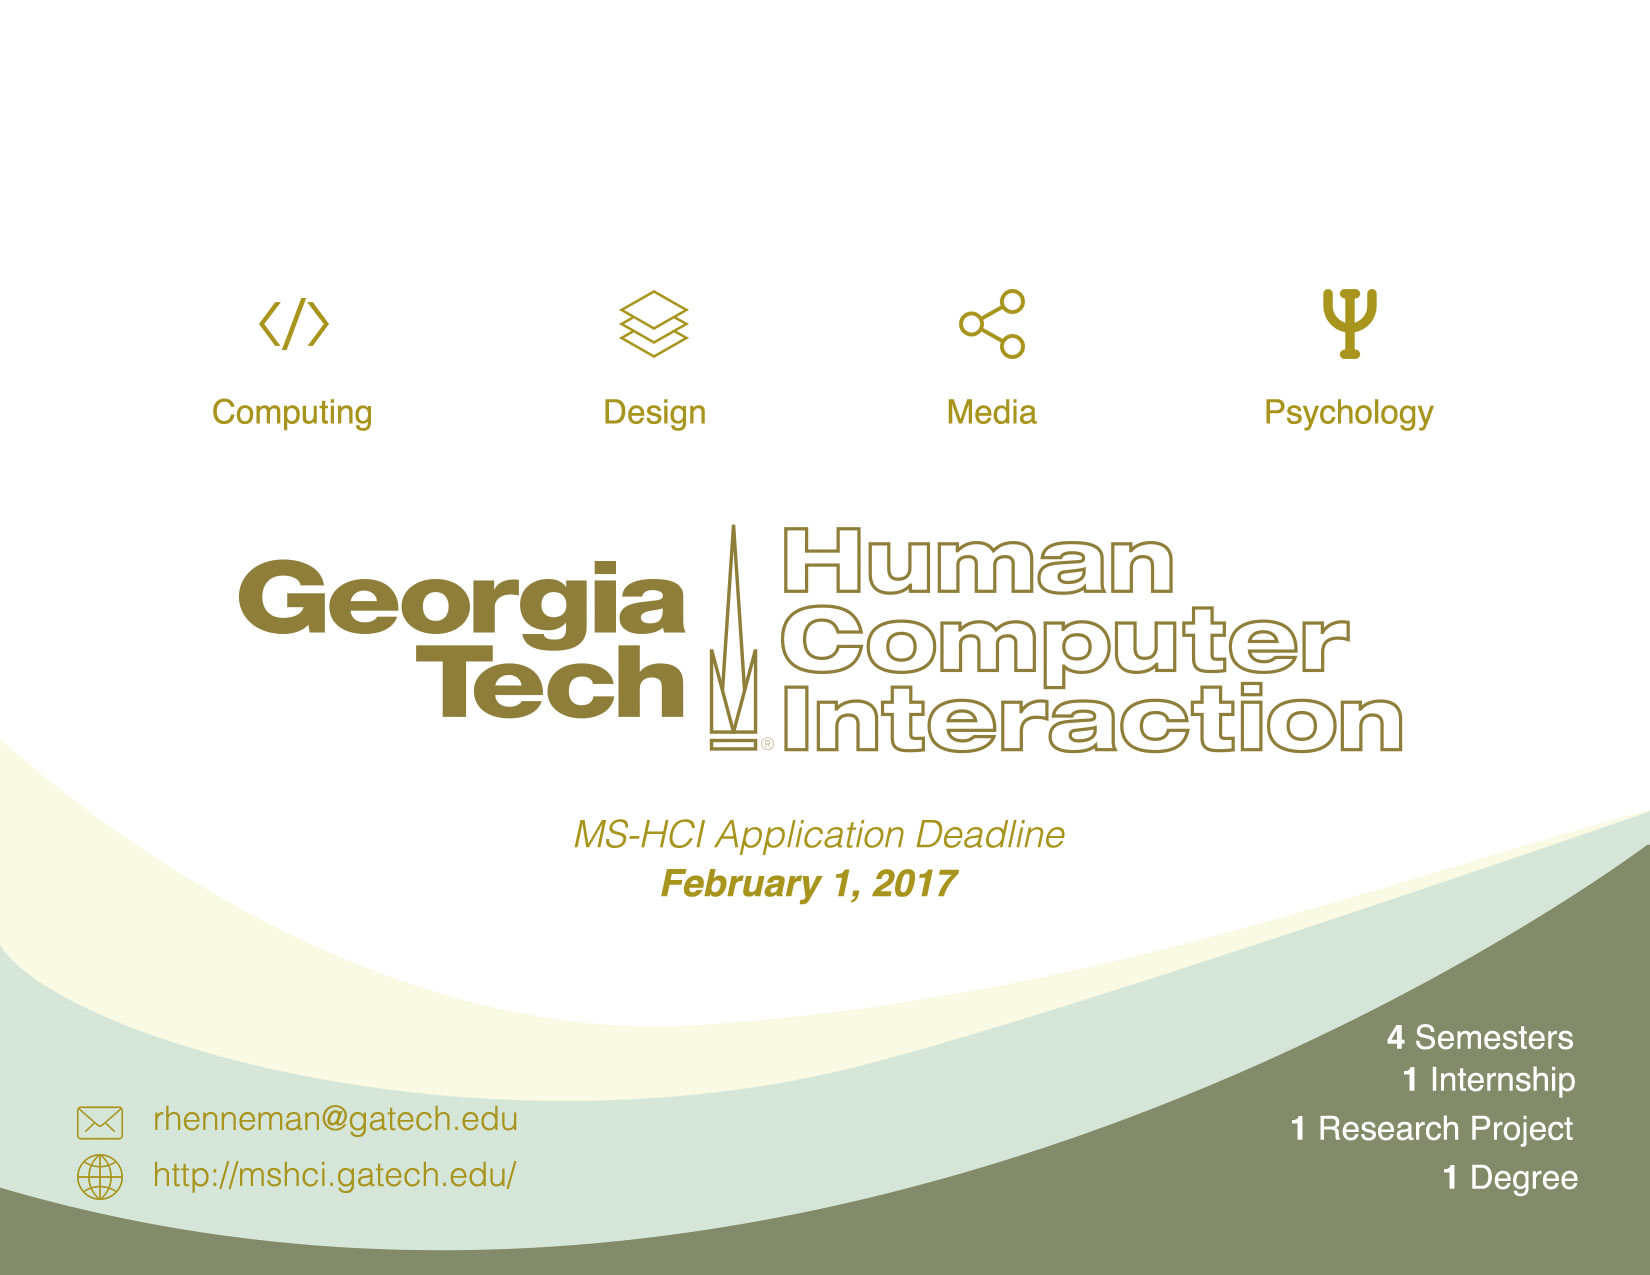 Computing
Design
Media
Psychology
Georgia
Tech
®
Human
Computer
Interaction
MS-HCI Application Deadline
February 1, 2017
rhenneman@gatech.edu
http://mshci.gatech.edu/
4 Semesters
1 Internship
1 Research Project
1 Degree